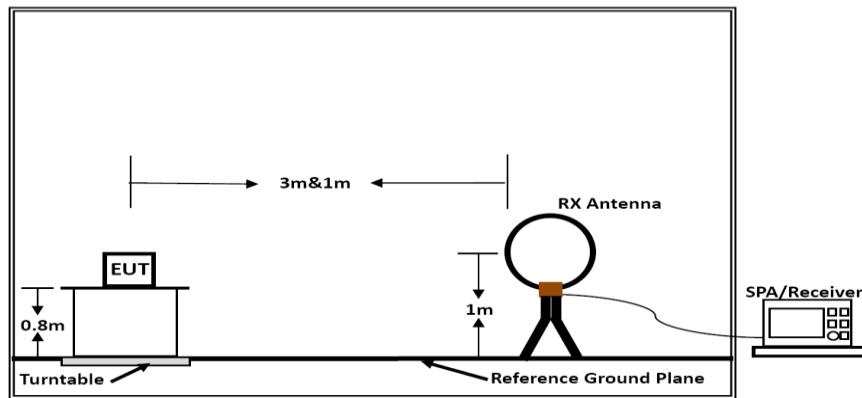 3m&1m
RX Antenna
EUT
SPA/Receiver
0.8m
1m
Turntable
Reference Ground Plane